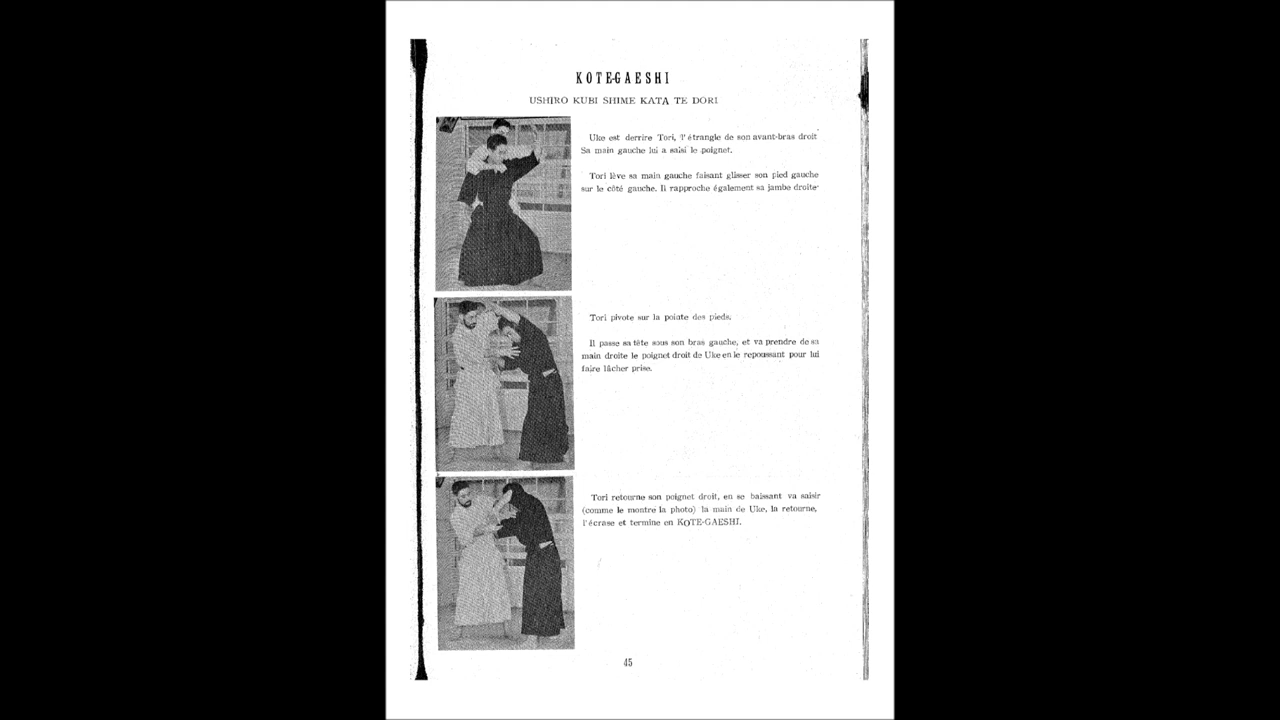 KOTE-GAESHI
USHIRO KUBI SHIME KATA TE DORI
Uke est derrire Tori, l'étrangle de son avant-bras droit
Sa main gauche lui a saisi le poignet.
Tori lève sa main gauche faisant glisser son pied gauche
sur le côté gauche. Il rapproche également sa jambe droite.
Tori pivote sur la pointe des pieds.
Il passe sa tête sous son bras gauche, et va prendre de sa
main droite le poignet droit de Uke en le repoussant pour lui
faire lâcher prise.
Tori retourne son poignet droit, en se baissant va saisir
(comme le montre la photo) la main de Uke, la retourne,
l'écrase et termine en KOTE-GAESHI.
45